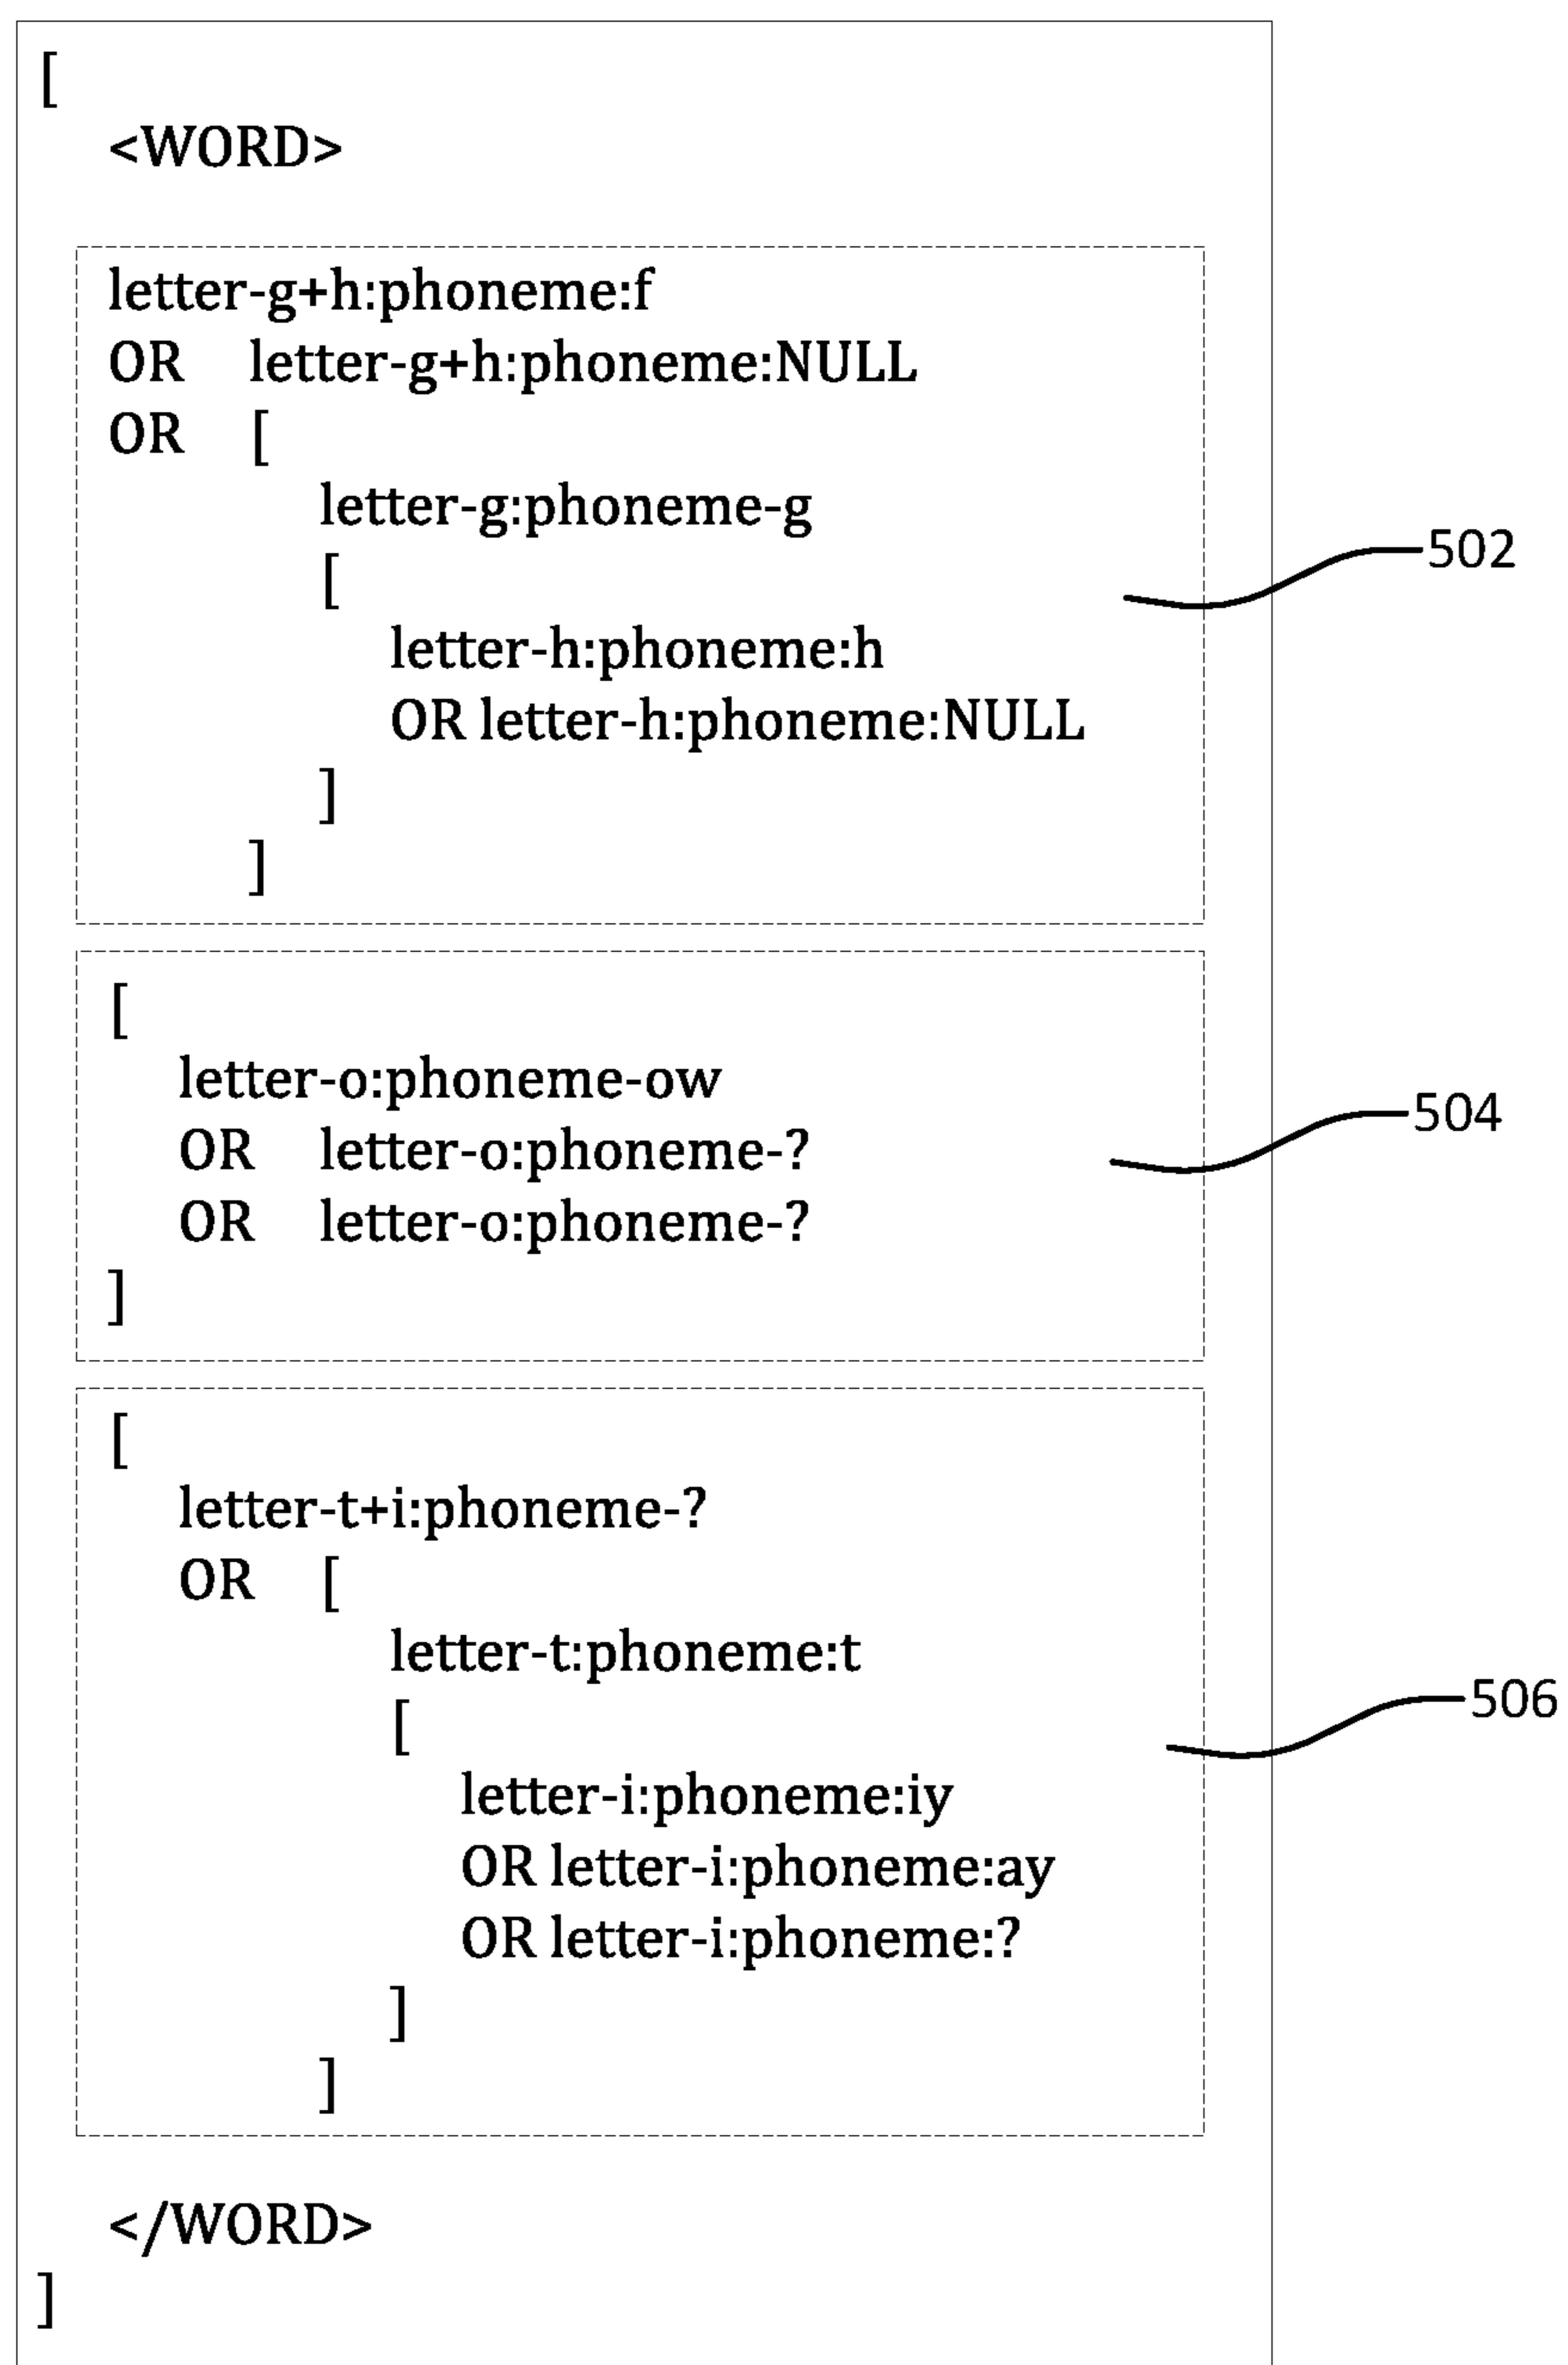 [
<WORD>
letter-g+h:phoneme:f
OR letter-g+h:phoneme:NULL
OR [
letter-g:phoneme-g
[
letter-h:phoneme:h
OR letter-h:phoneme:NULL
]
]
502
[
letter-o:phoneme-ow
OR letter-o:phoneme-?
OR letter-o:phoneme-?
]
504
[
letter-t+i:phoneme-?
OR [
letter-t:phoneme:t
[
letter-i:phoneme:iy
OR letter-i:phoneme:ay
OR letter-i:phoneme:?
]
]
506
</WORD>
]